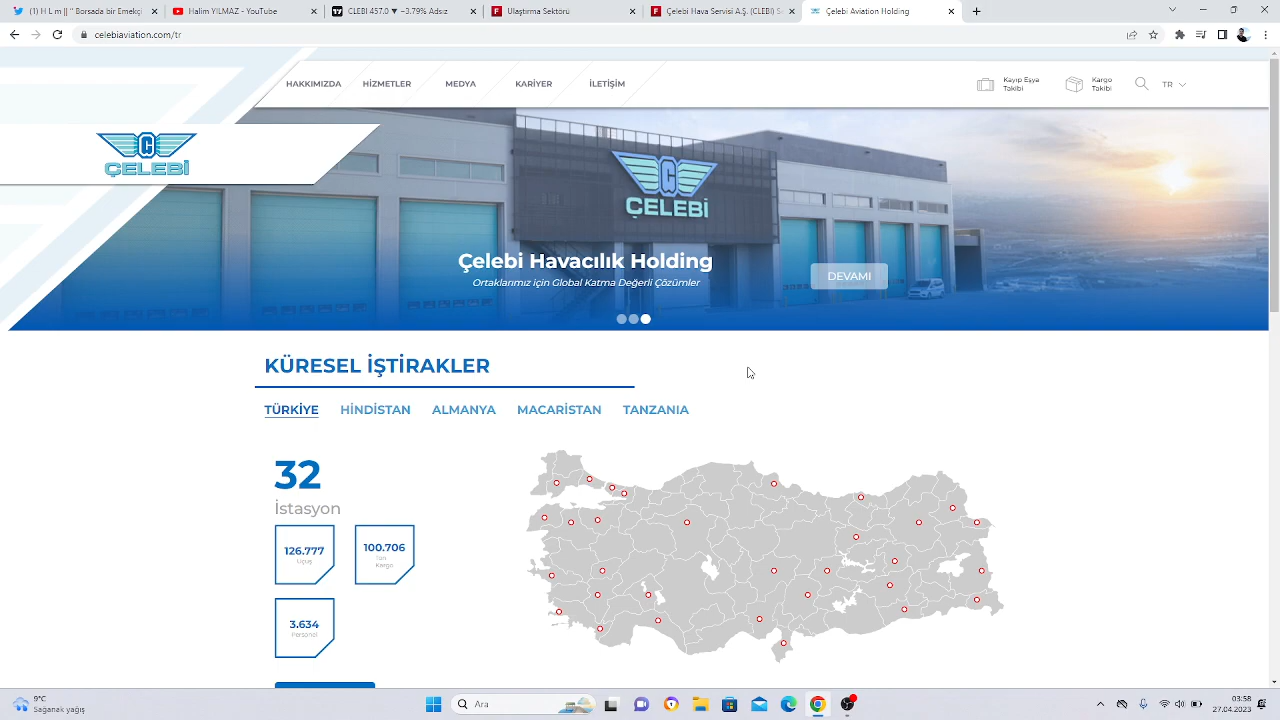 (1) H L m || " Borsada bir Emekçi
Halim YILMAZ - YouTube
CLEBI 457.0 ▼ −3.79% Adsız
Ulaştırma Sektörü
Çelebi Hava Servisi A.Ş. (CLEBI) S
Çelebi Aviation Holding
celebiaviation.com/tr
HAKKIMIZDA
HİZMETLER
MEDYA
KARİYER
İLETİŞİM
Kayıp Eşya
Takibi
Kargo
Takibi
TR
ÇELEBİ
ÇELEBİ
Çelebi Havacılık Holding
Ortaklarımız için Global Katma Değerli Çözümler
DEVAMI
KÜRESEL İŞTİRAKLER
TÜRKİYE
HİNDİSTAN
ALMANYA
MACARİSTAN
TANZANIA
32
İstasyon
126.777
Uçuş
100.706
Ton
Kargo
3.634
Personel
9°C
Sağanak yağış
Ara
03:58
27.04.2023